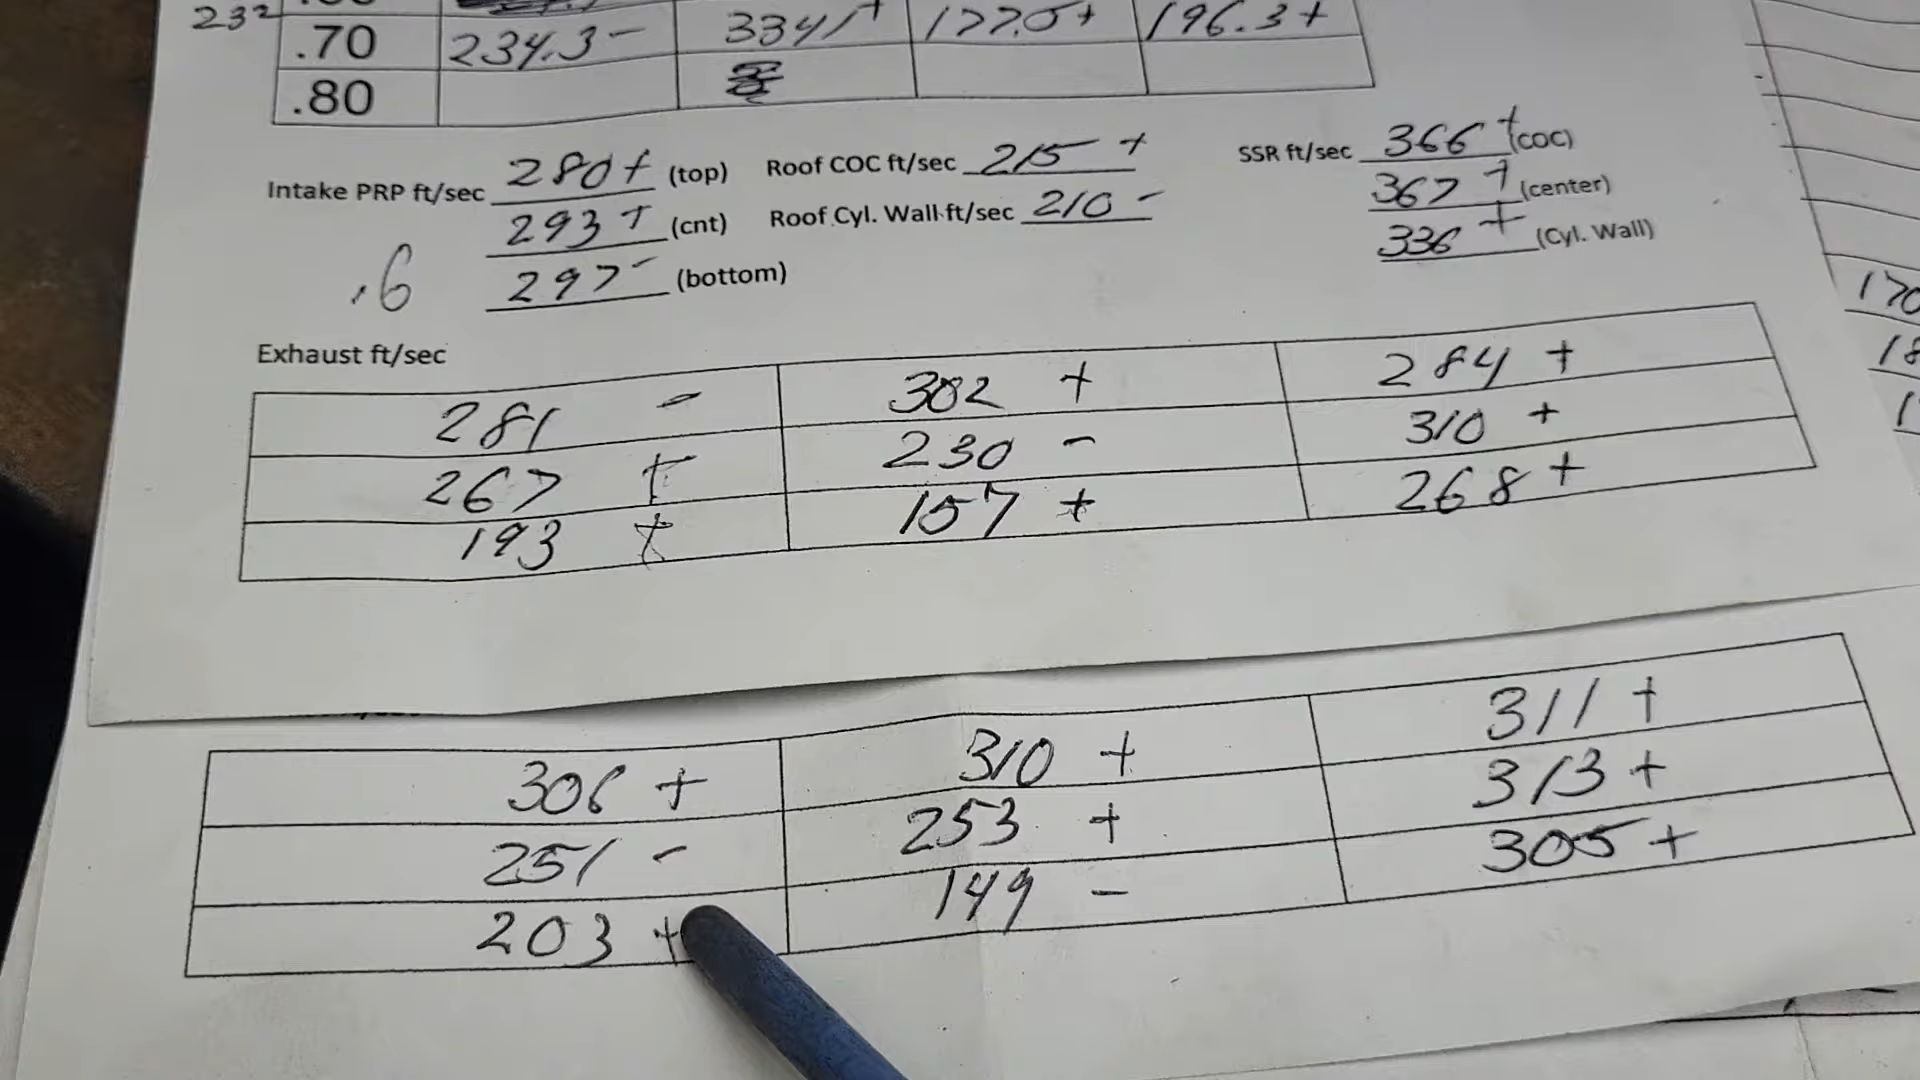 232
.70 234.3 - 334/+ 177.0+ 196.3+
.80
Intake PRP ft/sec 280+ (top) Roof COC ft/sec 215 + SSR ft/sec 366+ (COC)
293+ (cnt) Roof Cyl. Wall ft/sec 210 - 367+ (center)
.6 297- (bottom) 336+ (Cyl. Wall)
Exhaust ft/sec
281 - 302 + 284 +
267 + 230 - 310 +
193 + 157 + 268 +
306 + 310 + 311 +
251 - 253 + 313 +
203 + 149 - 305 +
170